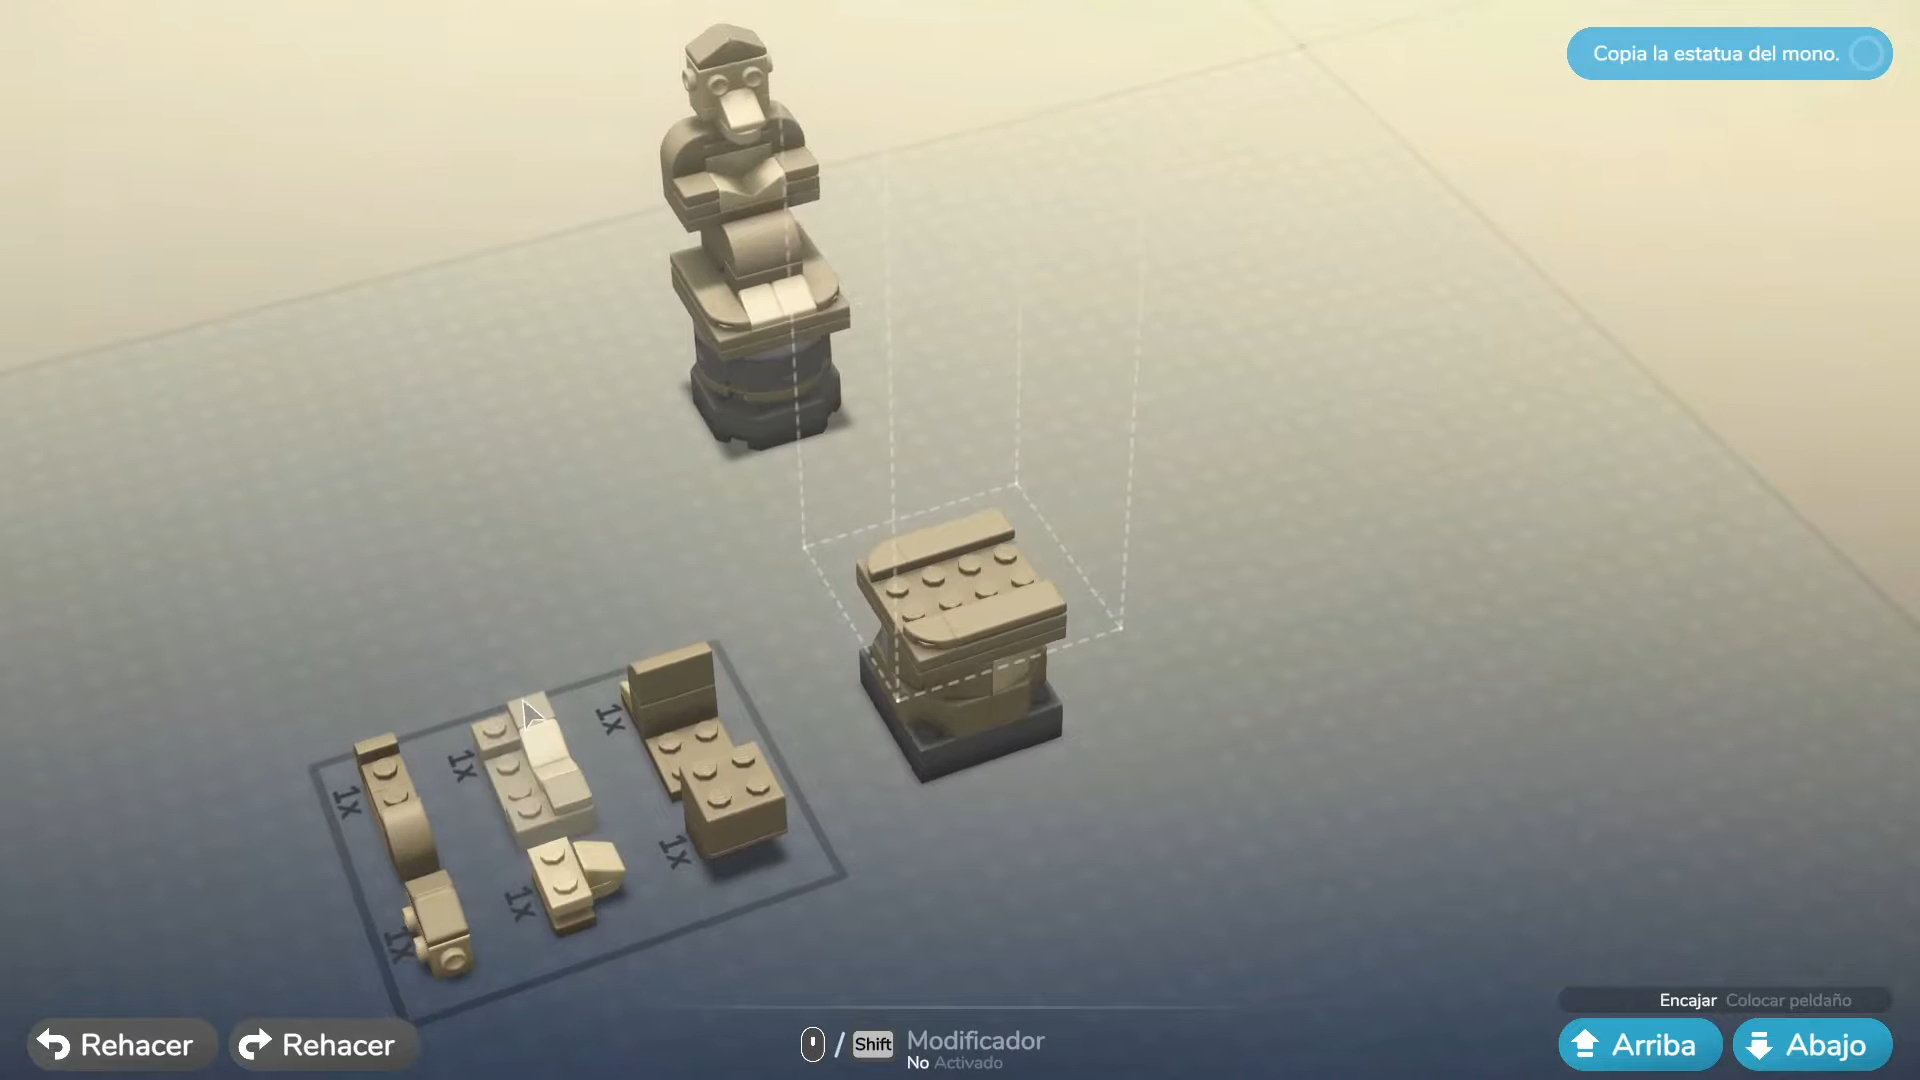 Copia la estatua del mono.
1x
1x
1x
1x
1x
1x
Encajar Colocar peldaño
Rehacer
Rehacer
/ Shift Modificador
No Activado
Arriba
Abajo